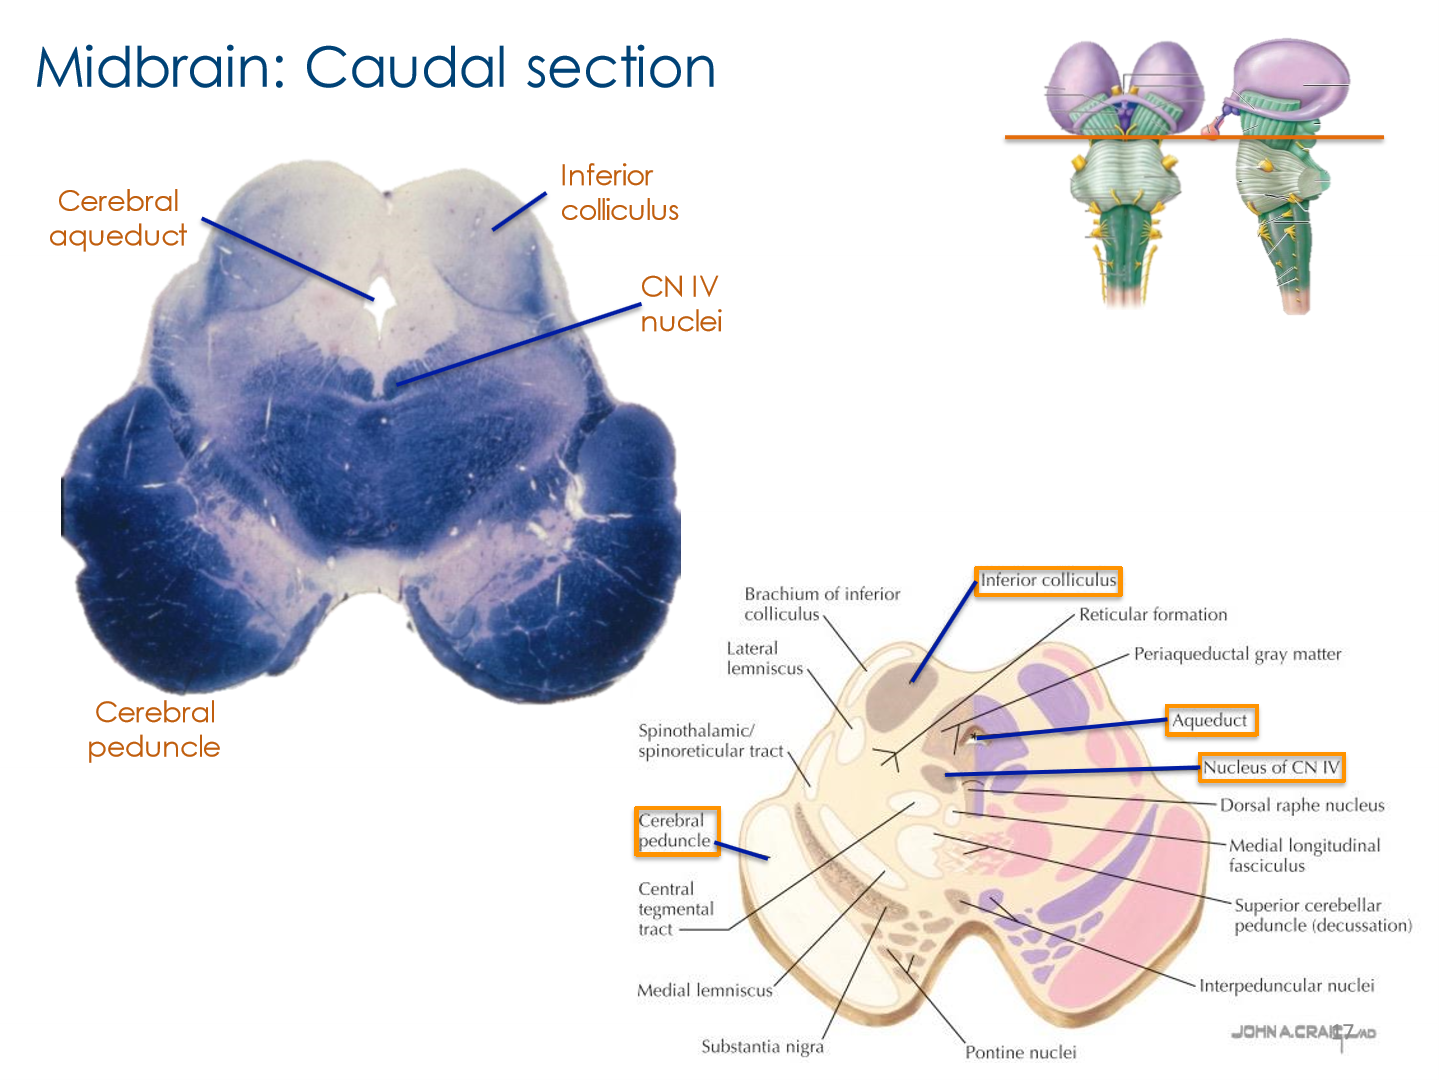 Midbrain: Caudal section
Cerebral
aqueduct
Inferior
colliculus
CN IV
nuclei
Cerebral
peduncle
Inferior colliculus
Brachium of inferior
colliculus
Reticular formation
Lateral
lemniscus
Periaqueductal gray matter
Aqueduct
Spinothalamic/
spinoreticular tract
Nucleus of CN IV
Dorsal raphe nucleus
Cerebral
peduncle
Medial longitudinal
fasciculus
Central
tegmental
tract
Superior cerebellar
peduncle (decussation)
Medial lemniscus
Interpeduncular nuclei
Substantia nigra
Pontine nuclei
JOHN A.
17